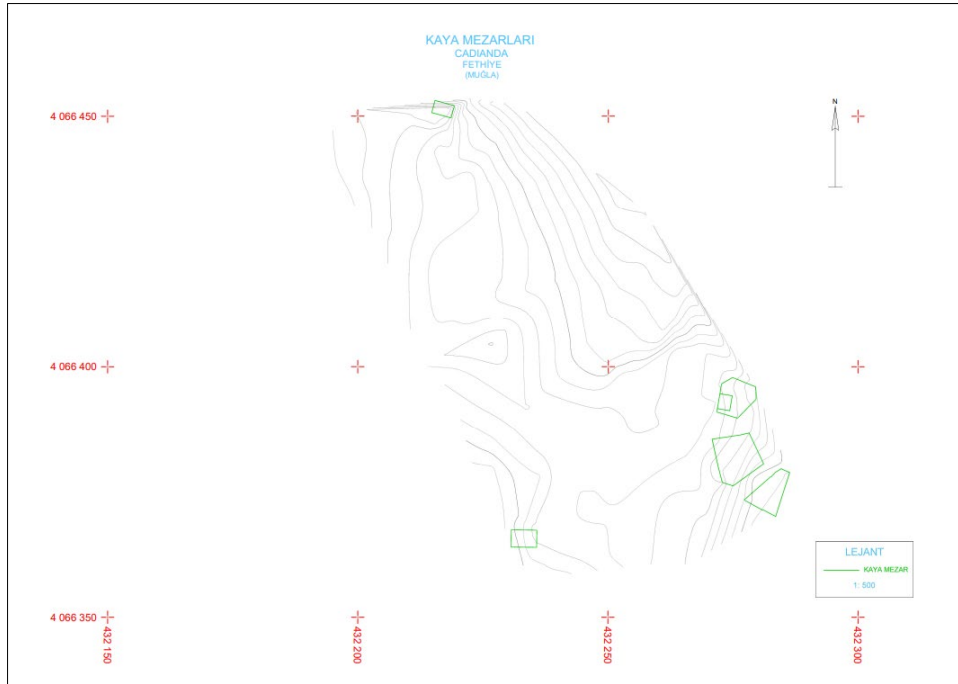 KAYA MEZARLARI
CADIANDA
FETHİYE
(MUĞLA)
N
4 066 450
4 066 400
4 066 350
432 150
432 200
432 250
432 300
LEJANT
KAYA MEZAR
1: 500